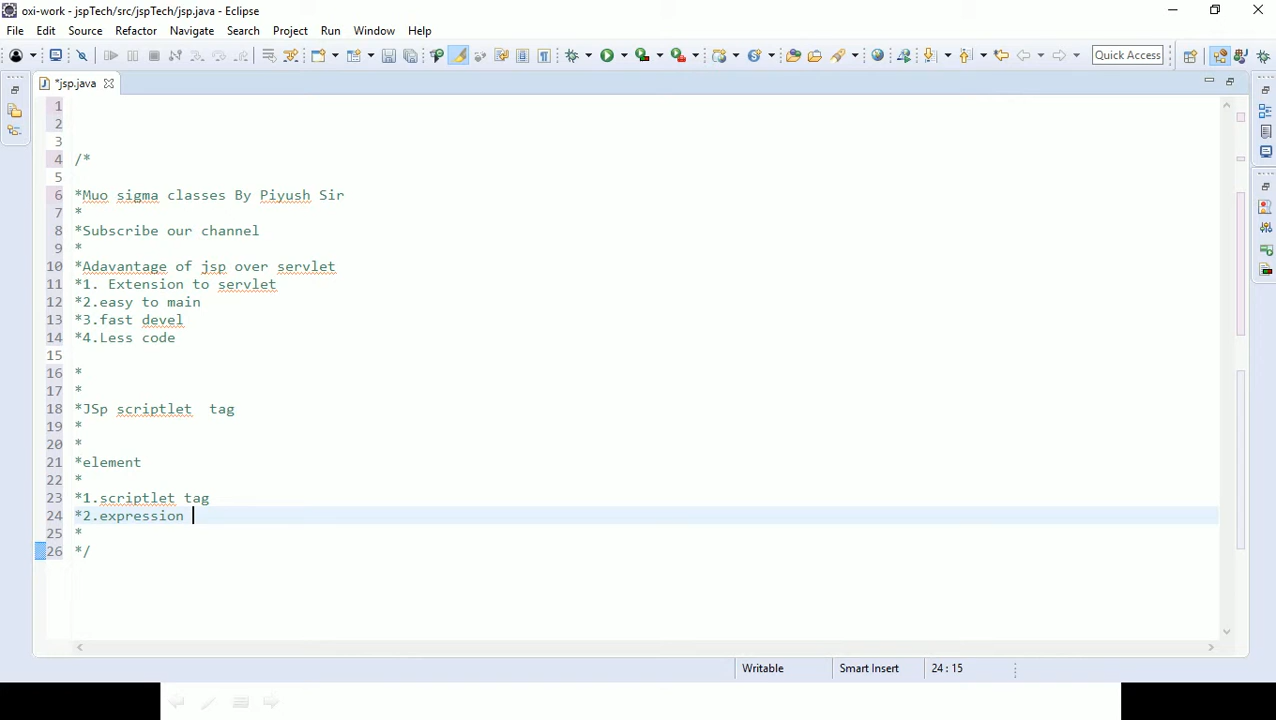 oxi-work - jspTech/src/jspTech/jsp.java - Eclipse
File Edit Source Refactor Navigate Search Project Run Window Help
Quick Access
*jsp.java
1
2
3
4 /*
5
6 *Muo sigma classes By Piyush Sir
7 *
8 *Subscribe our channel
9 *
10 *Adavantage of jsp over servlet
11 *1. Extension to servlet
12 *2.easy to main
13 *3.fast devel
14 *4.Less code
15
16 *
17 *
18 *JSp scriptlet  tag
19 *
20 *
21 *element
22 *
23 *1.scriptlet tag
24 *2.expression
25 *
26 */
Writable Smart Insert 24 : 15